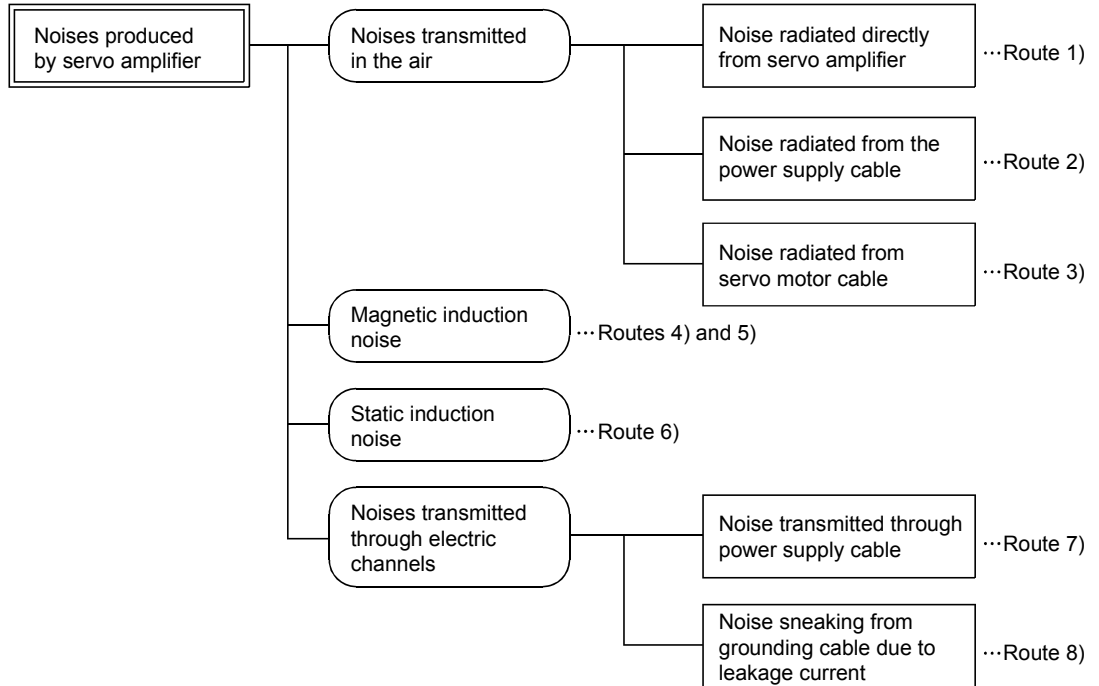 Noises produced
by servo amplifier
Noises transmitted
in the air
Noise radiated directly
from servo amplifier
···Route 1)
Noise radiated from the
power supply cable
···Route 2)
Noise radiated from
servo motor cable
···Route 3)
Magnetic induction
noise
···Routes 4) and 5)
Static induction
noise
···Route 6)
Noises transmitted
through electric
channels
Noise transmitted through
power supply cable
···Route 7)
Noise sneaking from
grounding cable due to
leakage current
···Route 8)